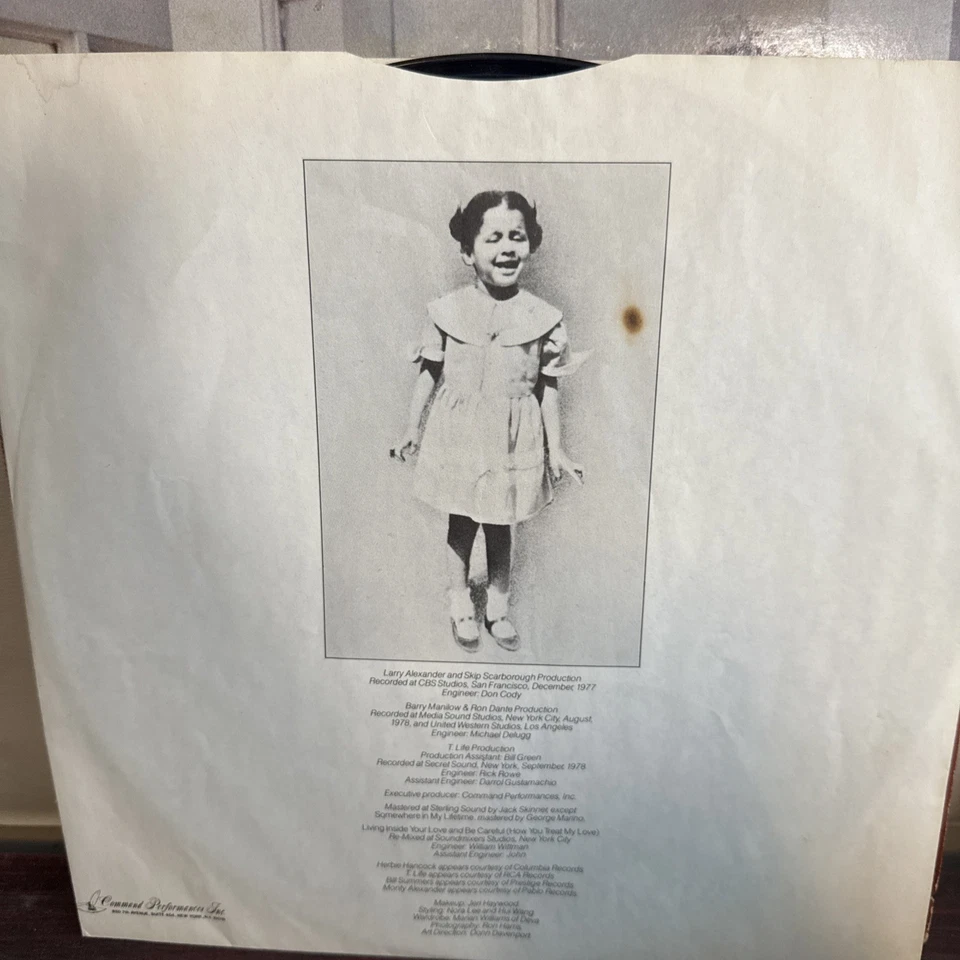 Larry Alexander and Skip Scarborough Production
Recorded at CBS Studios, San Francisco, December, 1977
Engineer: Don Cody
Barry Manilow & Ron Dante Production
Recorded at Media Sound Studios, New York City, August,
1978, and United Western Studios, Los Angeles
Engineer: Michael Delugg
T. Life Production
Production Assistant: Bill Green
Recorded at Secret Sound, New York, September, 1978
Engineer: Rick Rowe
Assistant Engineer: Darrol Gustamachio
Executive producer: Command Performances, Inc.
Mastered at Sterling Sound by Jack Skinner, except
Somewhere in My Lifetime, mastered by George Marino.
Living Inside Your Love and Be Careful (How You Treat My Love)
Re-Mixed at Soundmixers Studios, New York City
Engineer: William Wittman
Assistant Engineer: John
Herbie Hancock appears courtesy of Columbia Records
T. Life appears courtesy of RCA Records
Bill Summers appears courtesy of Prestige Records
Monty Alexander appears courtesy of Pablo Records
Makeup: Jeri Haywood
Styling: Nora Lee and Hui Wang
Wardrobe: Marian Williams of Deva
Photography: Ron Harris
Art Direction: Donn Davenport
Command Performances Inc.
NEW YORK, N.Y.